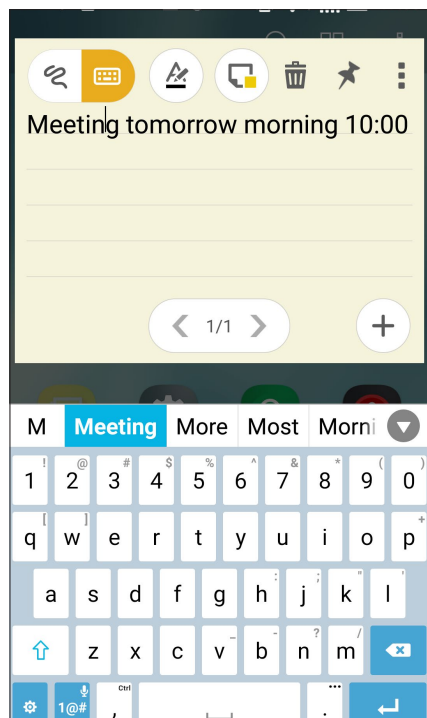 Meeting tomorrow morning 10:00
1/1
M Meeting More Most Morni
! @ # $ % ^ & * ( )
1 2 3 4 5 6 7 8 9 0
[ ] +
q w e r t y u i o p
: ; " '
a s d f g h j k l
_ - ? /
z x c v b n m
Ctrl ...
1@# , .